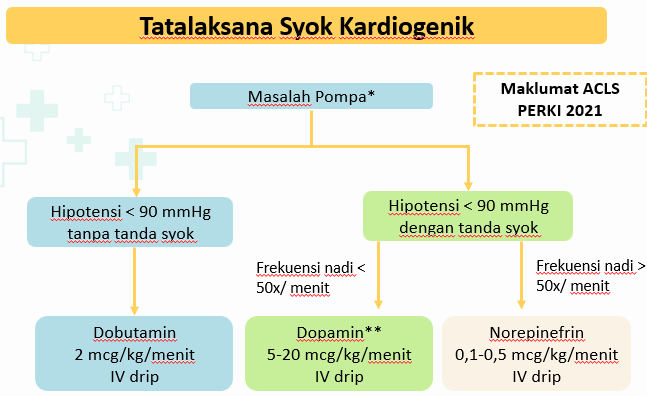 Tatalaksana Syok Kardiogenik
Masalah Pompa*
Maklumat ACLS
PERKI 2021
Hipotensi < 90 mmHg
tanpa tanda syok
Hipotensi < 90 mmHg
dengan tanda syok
Frekuensi nadi <
50x/ menit
Frekuensi nadi >
50x/ menit
Dobutamin
2 mcg/kg/menit
IV drip
Dopamin**
5-20 mcg/kg/menit
IV drip
Norepinefrin
0,1-0,5 mcg/kg/menit
IV drip